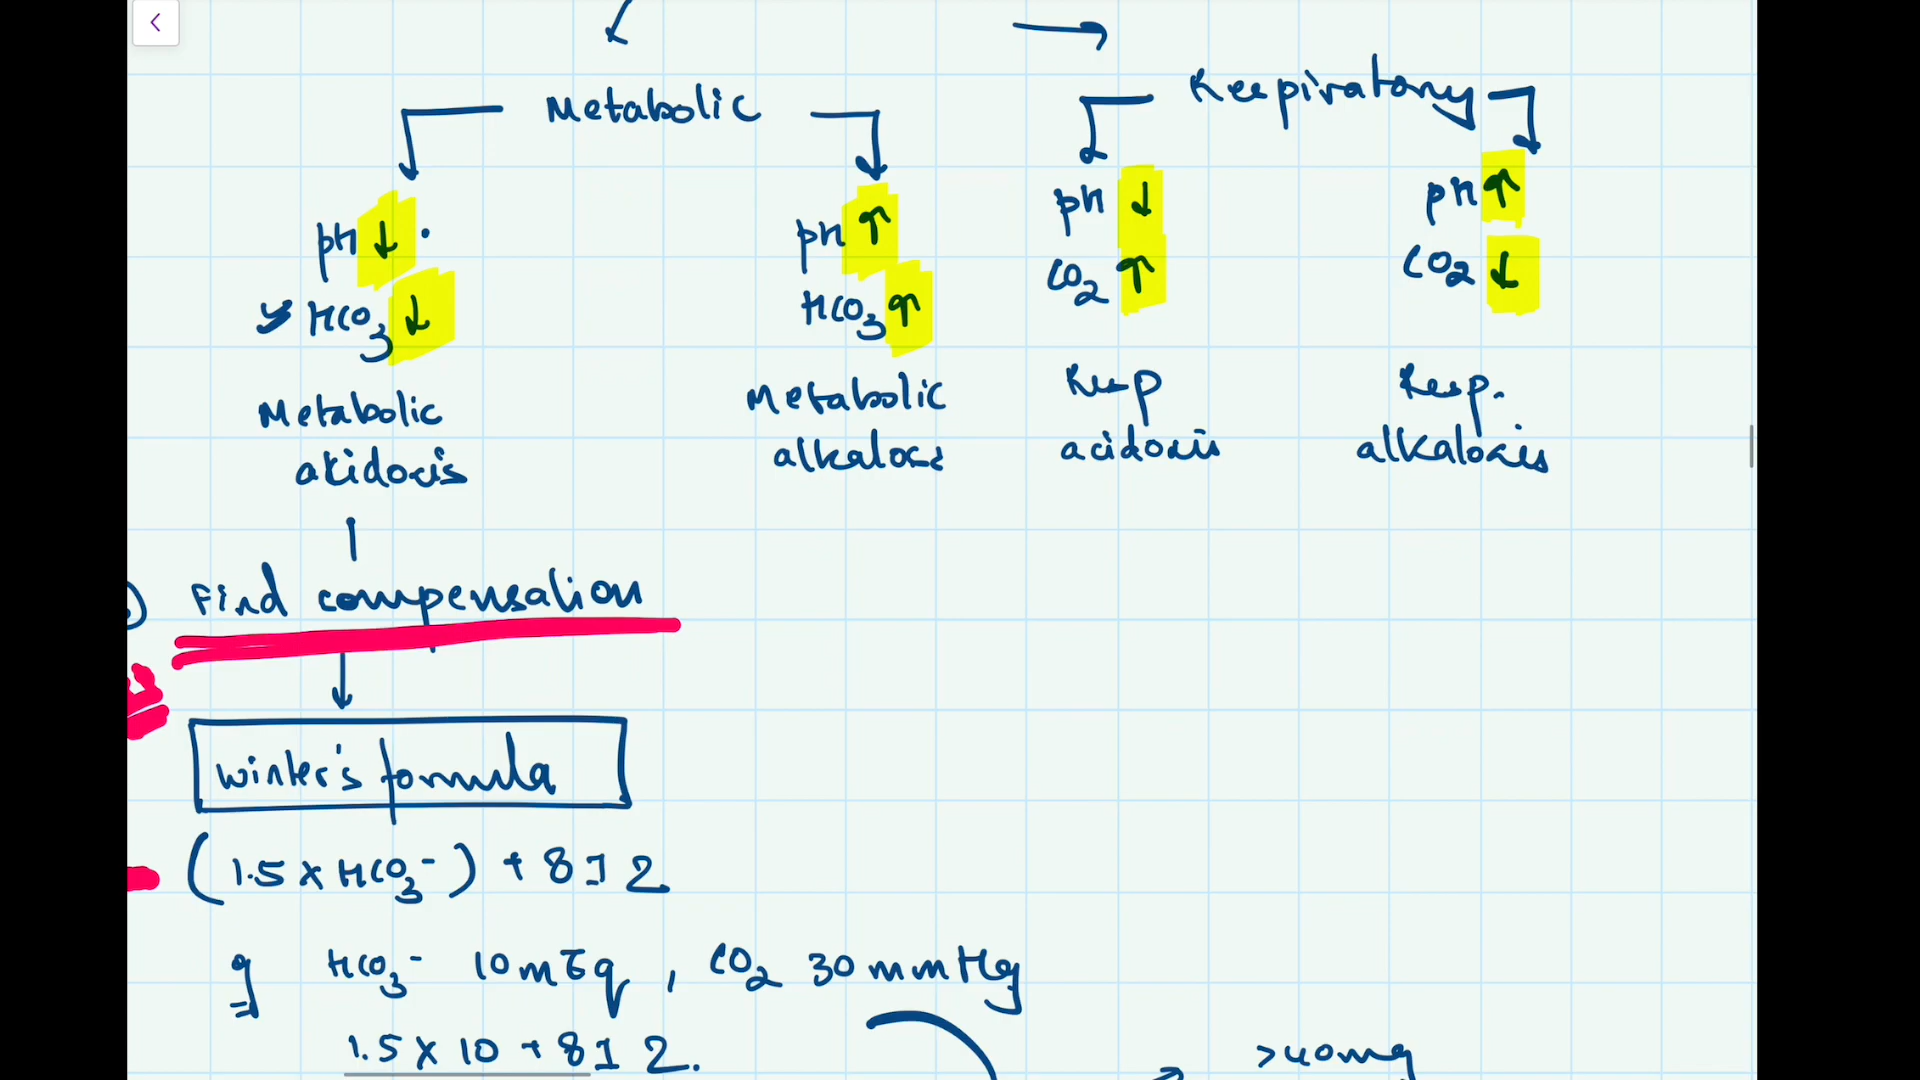 Metabolic
Respiratory
pH ↓ .
HCO3 ↓
Metabolic
acidosis
pH ↑
HCO3 ↑
Metabolic
alkalosis
pH ↓
CO2 ↑
Resp
acidosis
pH ↑
CO2 ↓
Resp.
alkalosis
Find compensation
Winter's formula
(1.5 x HCO3-) + 8 ± 2
eg HCO3- 10 mEq, CO2 30 mmHg
1.5 x 10 + 8 ± 2.
>40mg